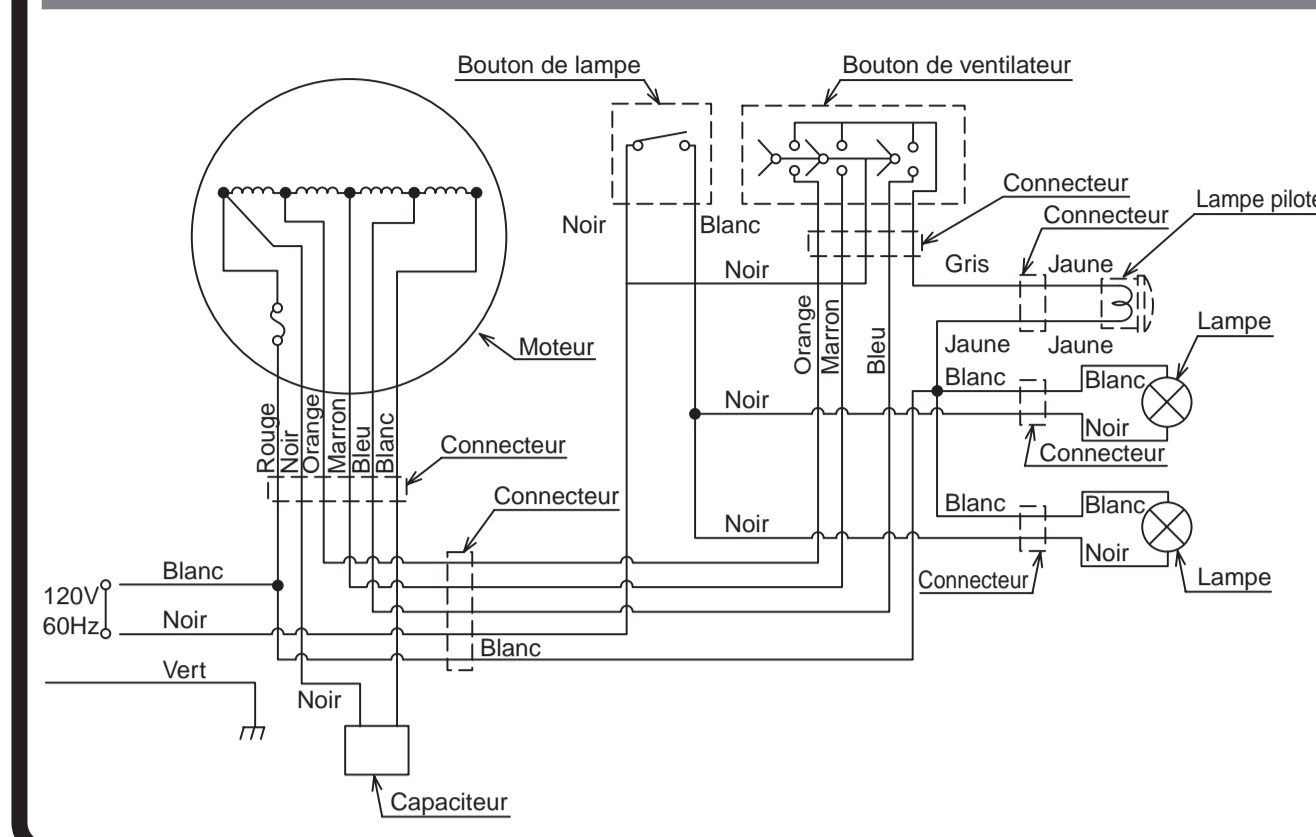 Bouton de lampe
Bouton de ventilateur
Connecteur
Connecteur
Lampe pilote
Noir
Blanc
Noir
Gris
Jaune
Orange
Marron
Bleu
Lampe
Moteur
Jaune
Jaune
Blanc
Blanc
Noir
Noir
Connecteur
Rouge
Noir
Orange
Marron
Bleu
Blanc
Connecteur
Connecteur
Blanc
Blanc
Noir
Noir
Connecteur
Lampe
Blanc
120V
60Hz
Noir
Blanc
Vert
Noir
Capaciteur